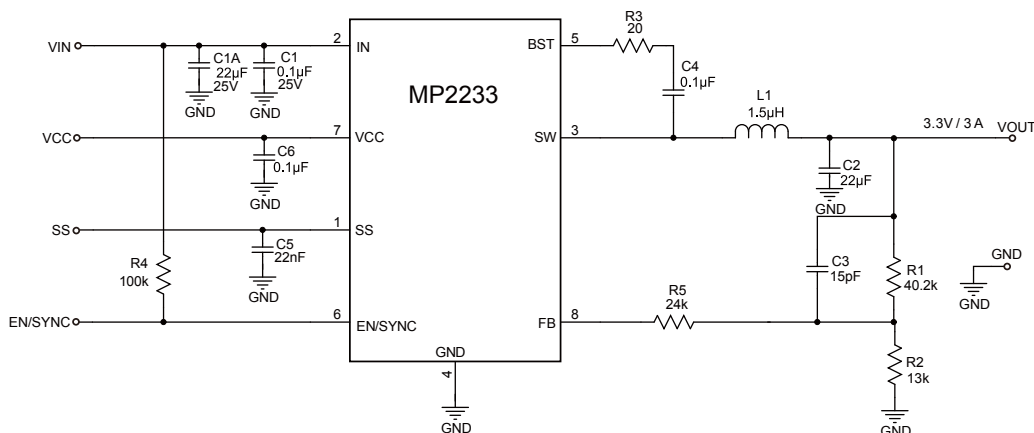 VIN
2
IN
C1A
22µF
25V
GND
C1
0.1µF
25V
GND
MP2233
BST
5
R3
20
C4
0.1µF
VCC
7
VCC
C6
0.1µF
GND
SW
3
L1
1.5µH
3.3V / 3 A
VOUT
C2
22µF
GND
SS
1
SS
C5
22nF
GND
R4
100k
EN/SYNC
6
EN/SYNC
GND
4
GND
FB
8
R5
24k
C3
15pF
R1
40.2k
GND
GND
R2
13k
GND